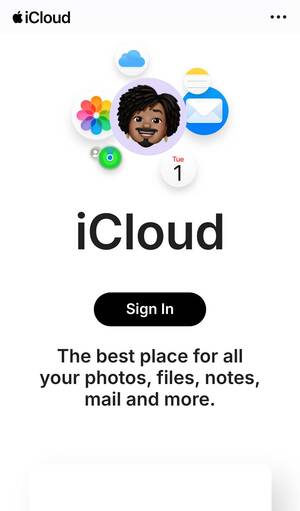 iCloud
Tue
1
iCloud
Sign In
The best place for all
your photos, files, notes,
mail and more.